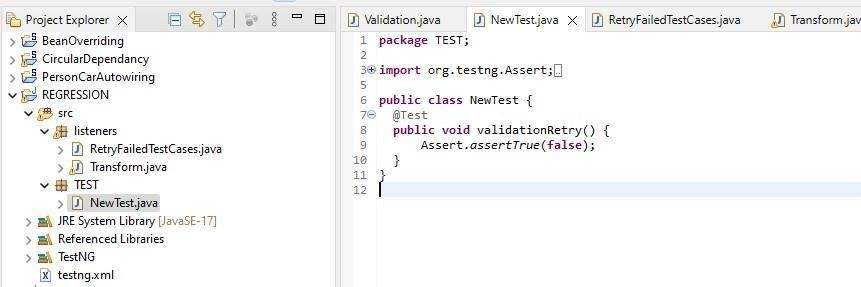 Project Explorer
BeanOverriding
CircularDependancy
PersonCarAutowiring
REGRESSION
src
listeners
RetryFailedTestCases.java
Transform.java
TEST
NewTest.java
JRE System Library [JavaSE-17]
Referenced Libraries
TestNG
testng.xml
Validation.java NewTest.java RetryFailedTestCases.java Transform.jav
1 package TEST;
2
3 import org.testng.Assert;
5
6 public class NewTest {
7 @Test
8 public void validationRetry() {
9 Assert.assertTrue(false);
10 }
11 }
12